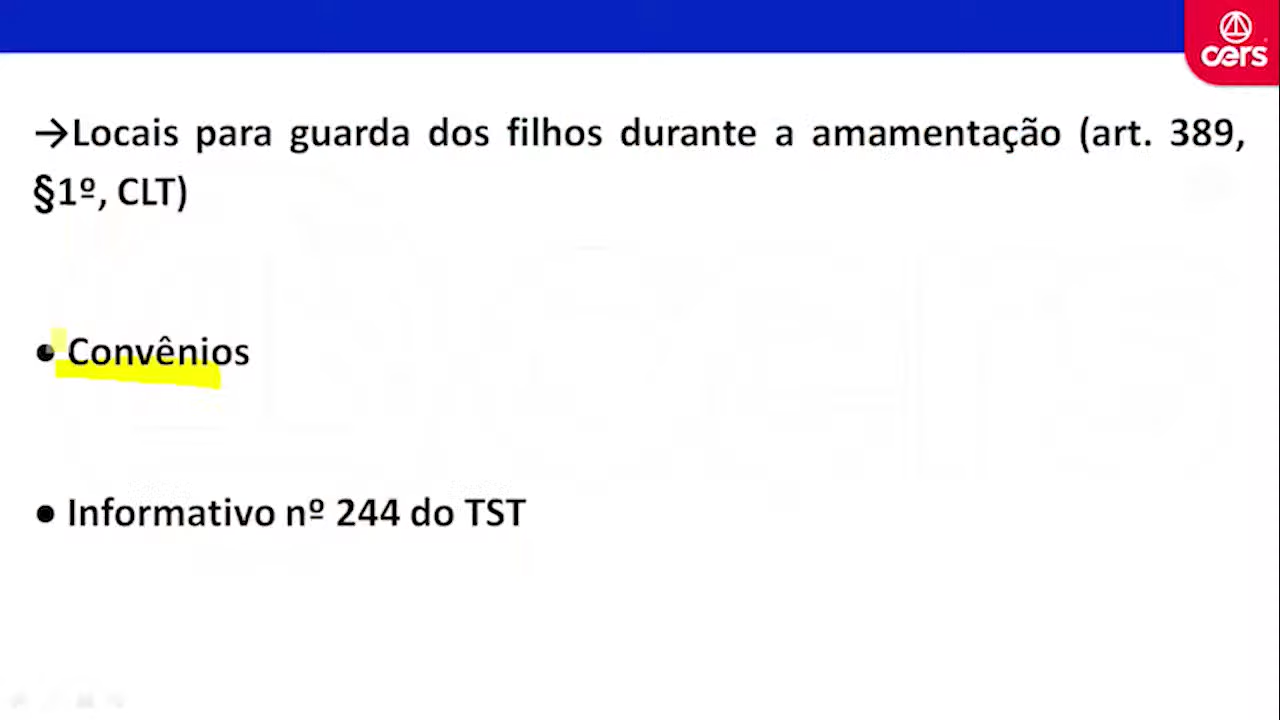 cers
→Locais para guarda dos filhos durante a amamentação (art. 389,
§1º, CLT)
● Convênios
● Informativo nº 244 do TST